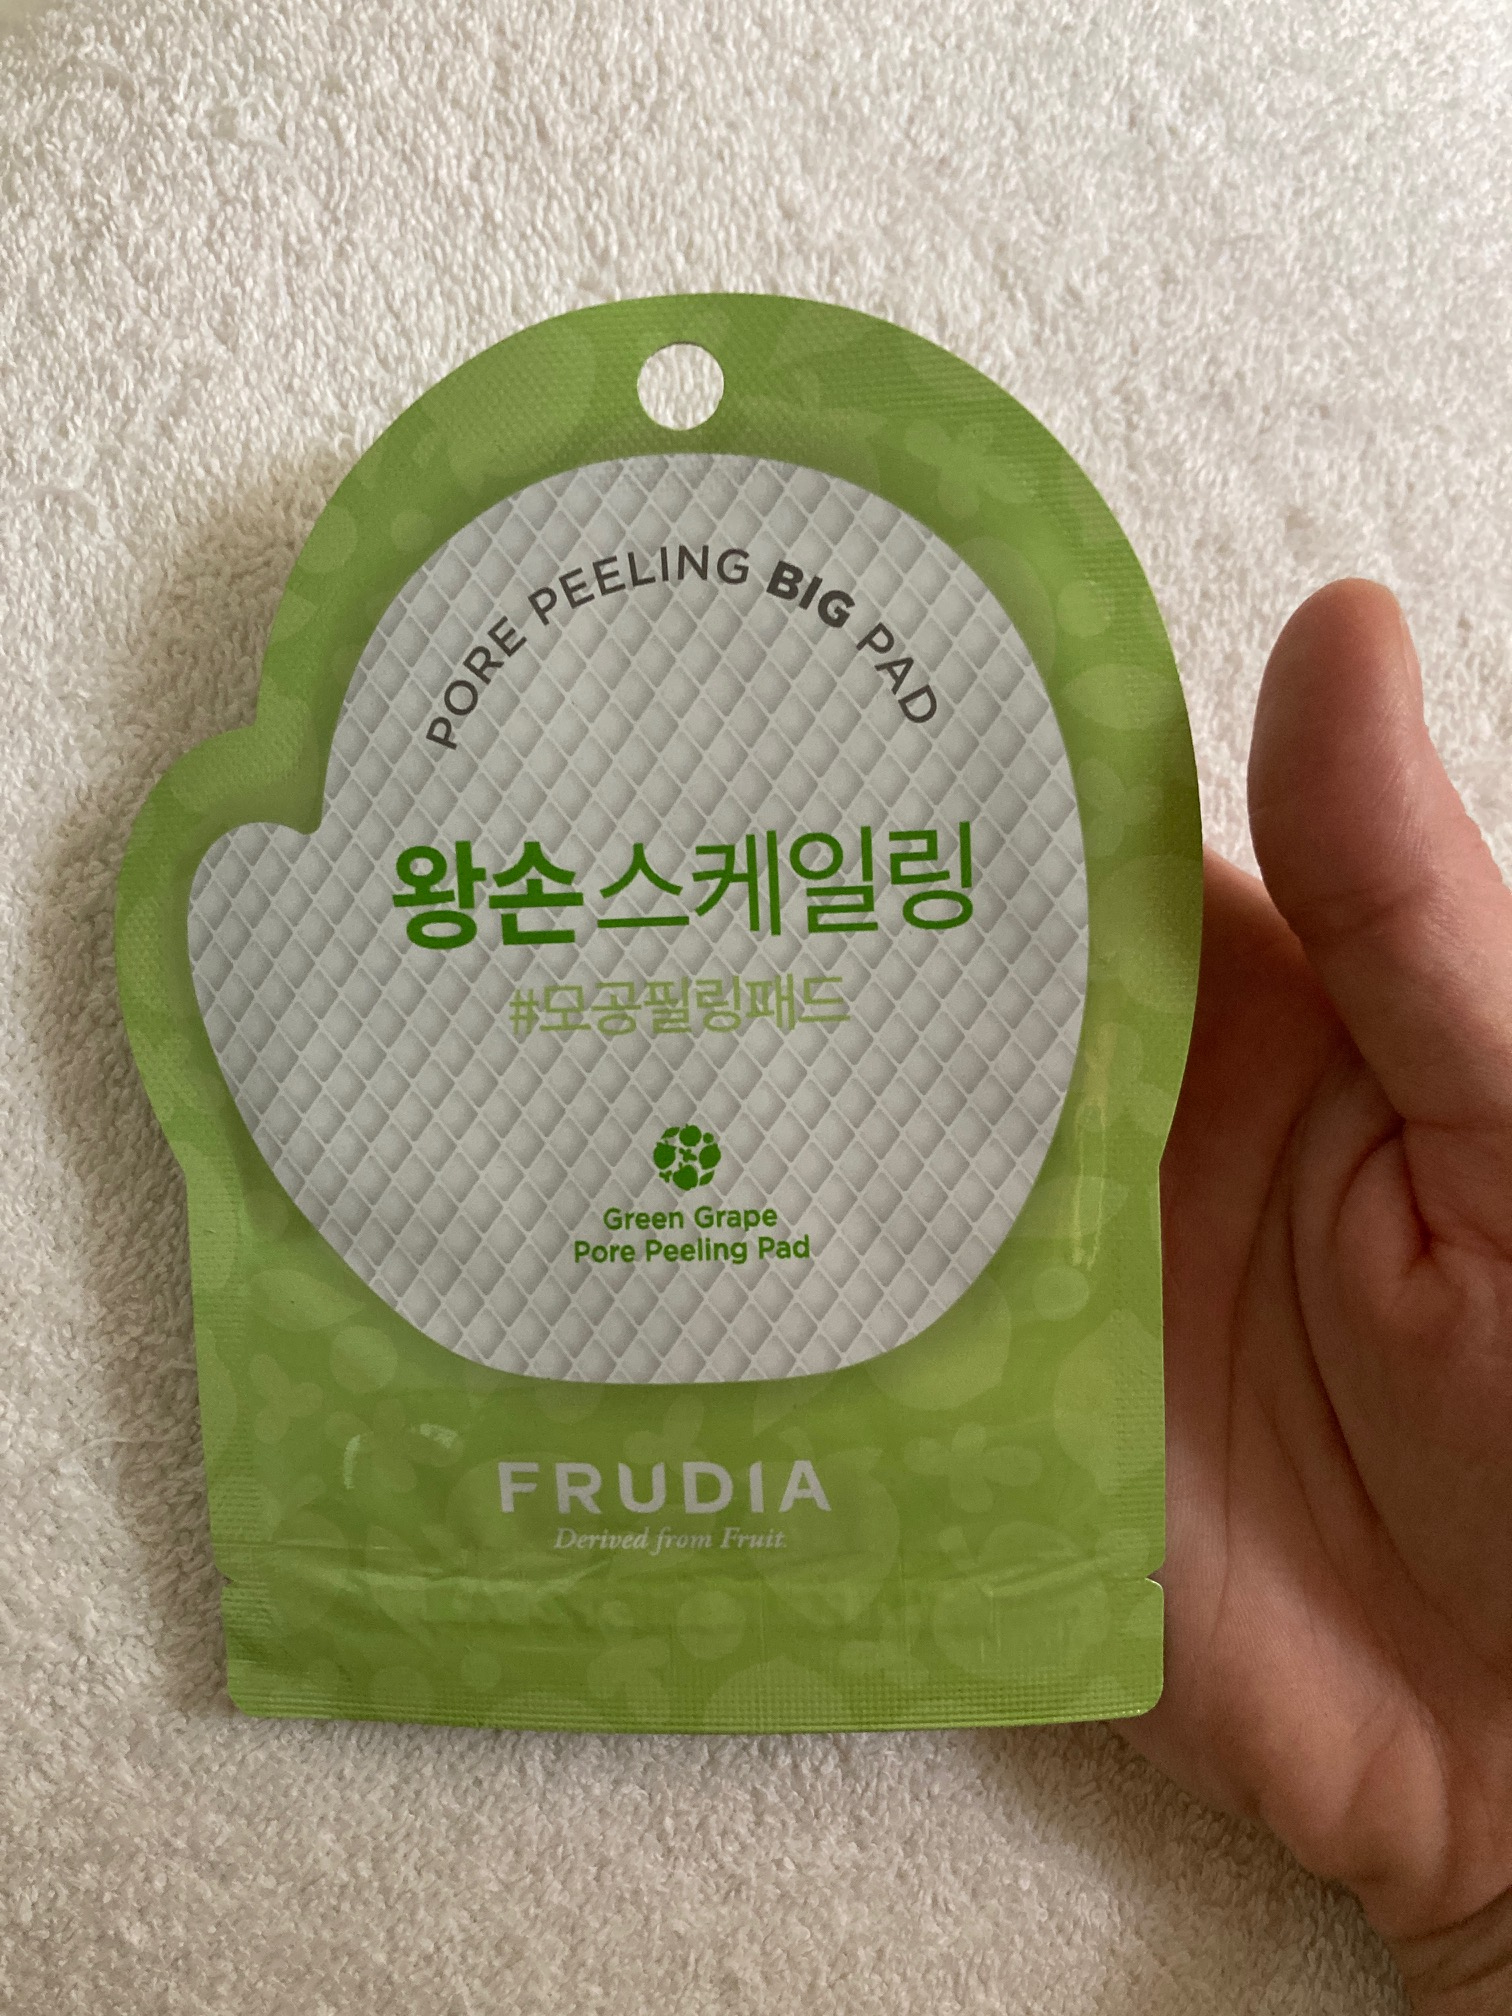 PORE PEELING BIG PAD
왕손스케일링
#모공필링패드
Green Grape
Pore Peeling Pad
FRUDIA
Derived from Fruit.